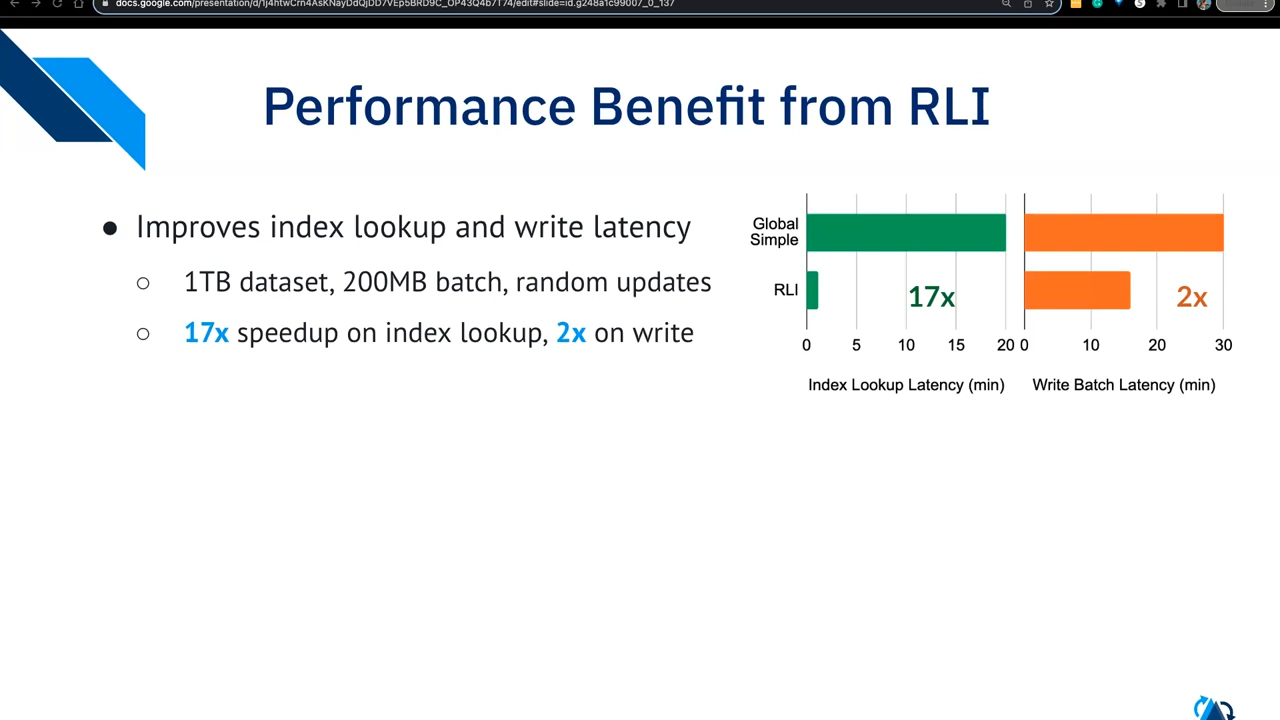 Performance Benefit from RLI
● Improves index lookup and write latency
○ 1TB dataset, 200MB batch, random updates
○ 17x speedup on index lookup, 2x on write
Global
Simple
RLI
17x
2x
0 5 10 15 20 0 10 20 30
Index Lookup Latency (min) Write Batch Latency (min)